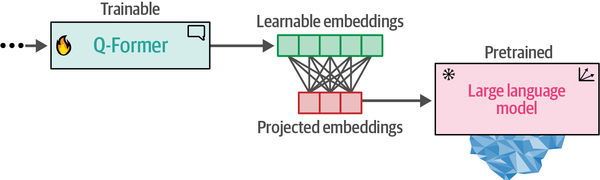 Trainable
Q-Former
Learnable embeddings
Projected embeddings
Pretrained
Large language
model